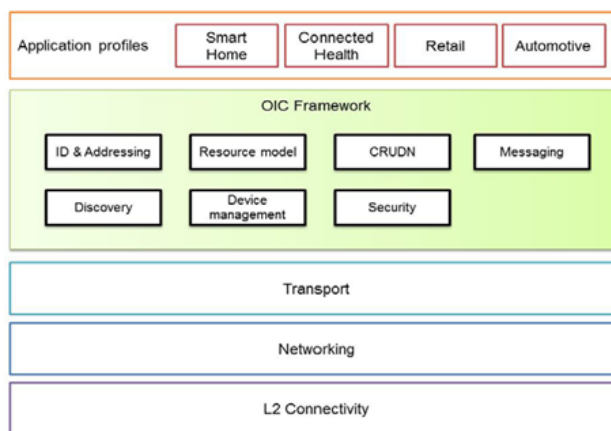 Application profiles
Smart
Home
Connected
Health
Retail
Automotive
OIC Framework
ID & Addressing
Resource model
CRUDN
Messaging
Discovery
Device
management
Security
Transport
Networking
L2 Connectivity